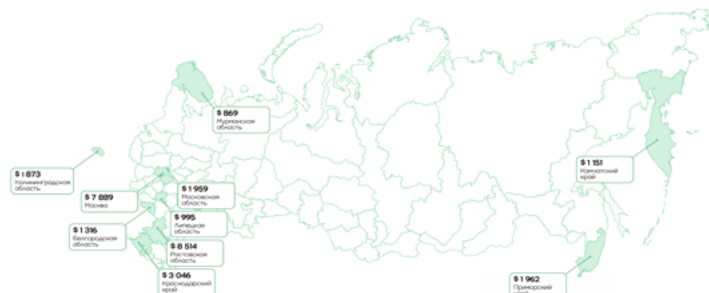 $ 869
Мурманская
область
$ 1 873
Калининградская
область
$ 7 889
Москва
$ 1 959
Московская
область
$ 1 151
Камчатский
край
$ 995
Липецкая
область
$ 1 316
Белгородская
область
$ 8 514
Ростовская
область
$ 3 046
Краснодарский
край
$ 1 962
Приморский